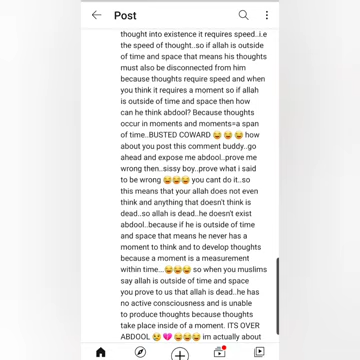 Post
thought into existence it requires speed..i.e
the speed of thought..so if allah is outside
of time and space that means his thoughts
must also be disconnected from him
because thoughts require speed and when
you think it requires a moment so if allah
is outside of time and space then how
can he think abdool? Because thoughts
occur in moments and moments=a span
of time..BUSTED COWARD 😂 😂 😂 how
about you post this comment buddy..go
ahead and expose me abdool..prove me
wrong then..sissy boy..prove what i said
to be wrong 😂😂😂 you cant do it..so
this means that your allah does not even
think and anything that doesn't think is
dead..so allah is dead..he doesn't exist
abdool..because if he is outside of time
and space that means he never has a
moment to think and to develop thoughts
because a moment is a measurement
within time...😂😂😂 so when you muslims
say allah is outside of time and space
you prove to us that allah is dead..he has
no active consciousness and is unable
to produce thoughts because thoughts
take place inside of a moment. ITS OVER
ABDOOL 😢 💔 😂😂😂 im actually about